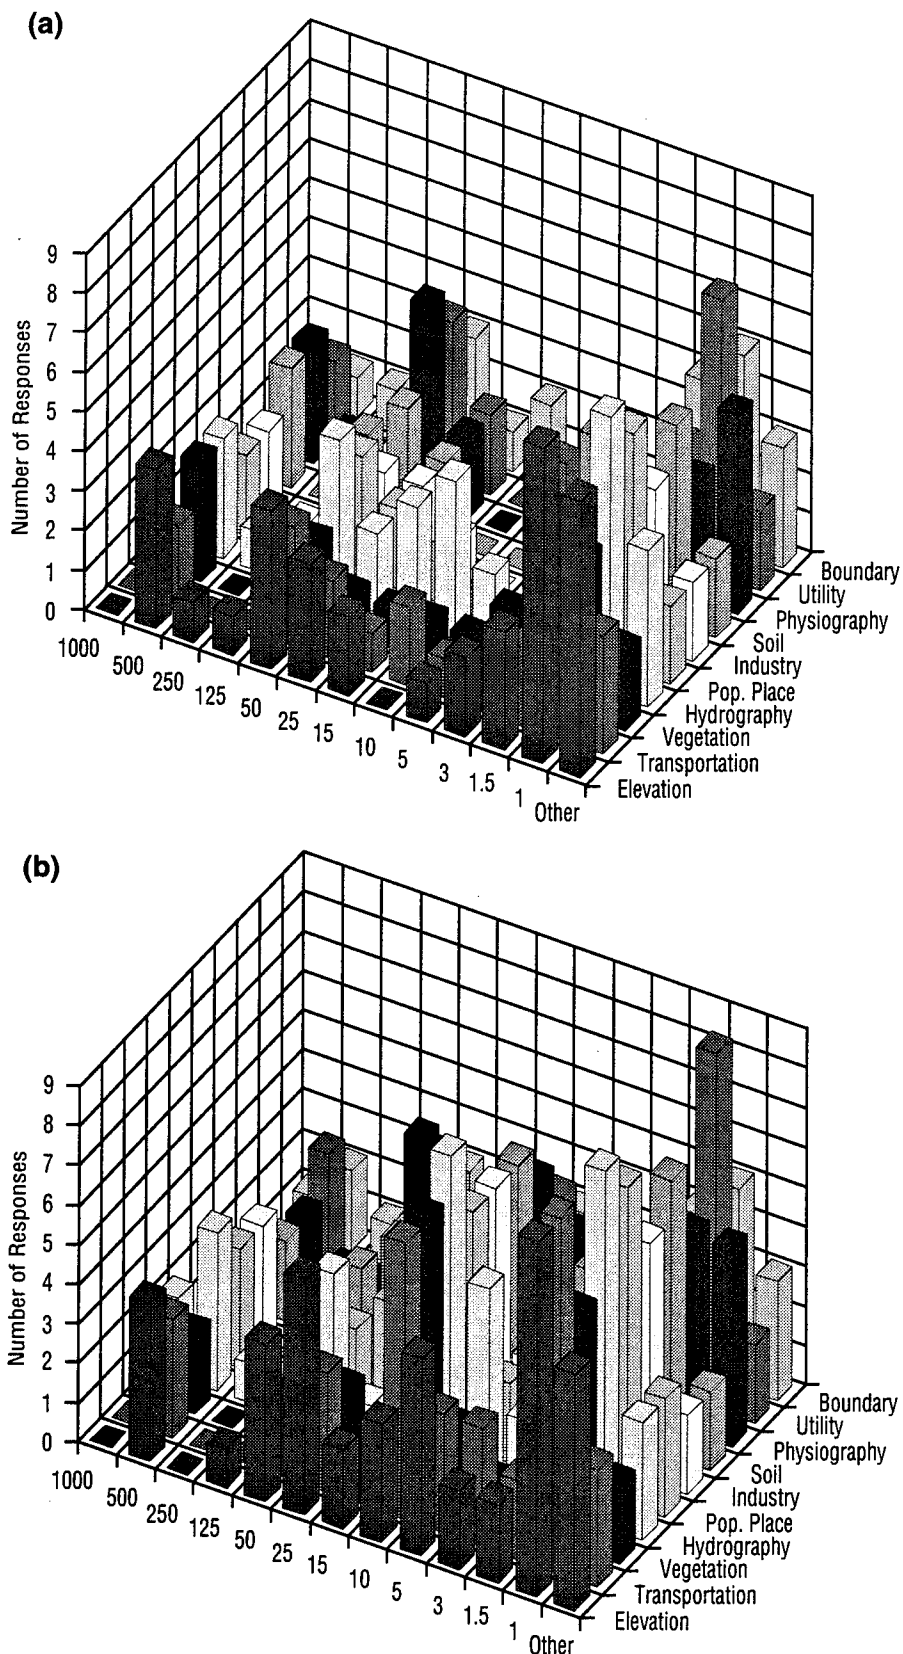 (a)
Number of Responses
9
8
7
6
5
4
3
2
1
0
1000
500
250
125
50
25
15
10
5
3
1.5
1
Other
Boundary
Utility
Physiography
Soil
Industry
Pop. Place
Hydrography
Vegetation
Transportation
Elevation
(b)
Number of Responses
9
8
7
6
5
4
3
2
1
0
1000
500
250
125
50
25
15
10
5
3
1.5
1
Other
Boundary
Utility
Physiography
Soil
Industry
Pop. Place
Hydrography
Vegetation
Transportation
Elevation